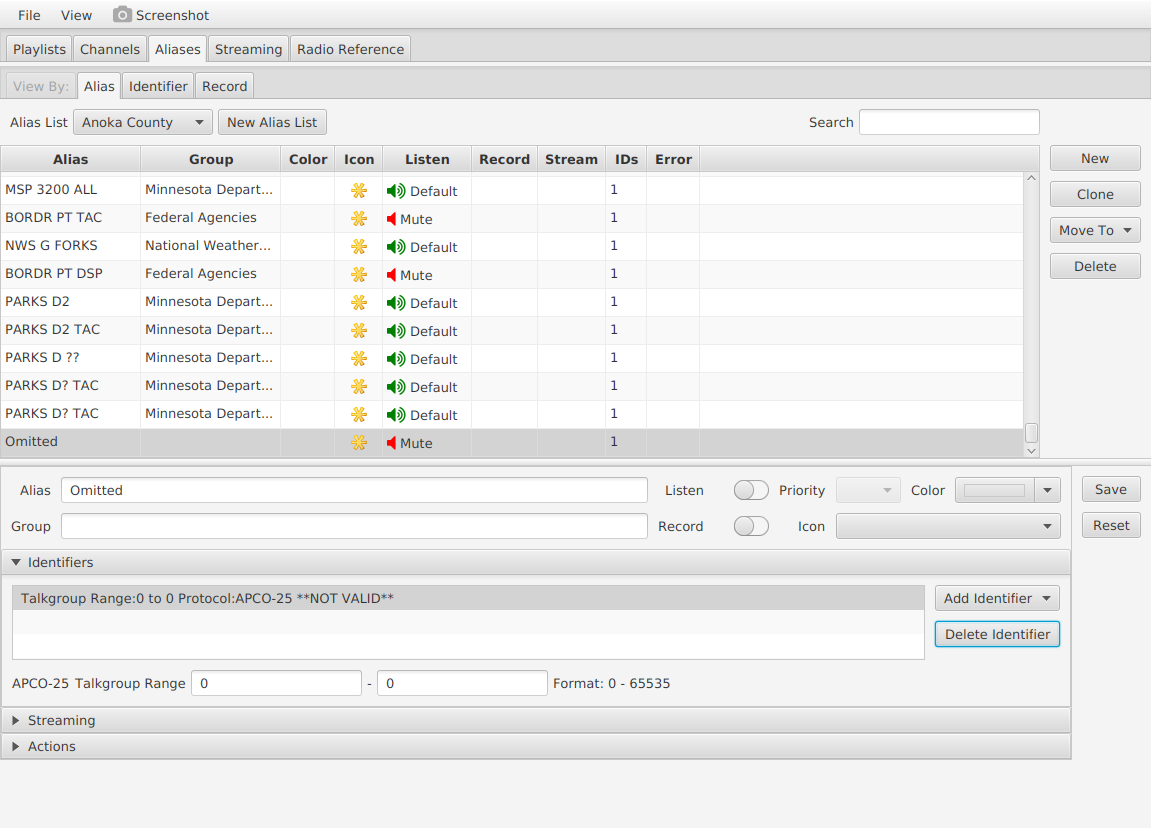 File View Screenshot
Playlists Channels Aliases Streaming Radio Reference
View By: Alias Identifier Record
Alias List Anoka County New Alias List Search
Alias Group Color Icon Listen Record Stream IDs Error
MSP 3200 ALL Minnesota Depart... Default 1
BORDR PT TAC Federal Agencies Mute 1
NWS G FORKS National Weather... Default 1
BORDR PT DSP Federal Agencies Mute 1
PARKS D2 Minnesota Depart... Default 1
PARKS D2 TAC Minnesota Depart... Default 1
PARKS D ?? Minnesota Depart... Default 1
PARKS D? TAC Minnesota Depart... Default 1
PARKS D? TAC Minnesota Depart... Default 1
Omitted Mute 1
New
Clone
Move To
Delete
Alias Omitted Listen Priority Color Save
Group Record Icon Reset
Identifiers
Talkgroup Range:0 to 0 Protocol:APCO-25 **NOT VALID** Add Identifier
Delete Identifier
APCO-25 Talkgroup Range 0 - 0 Format: 0 - 65535
Streaming
Actions